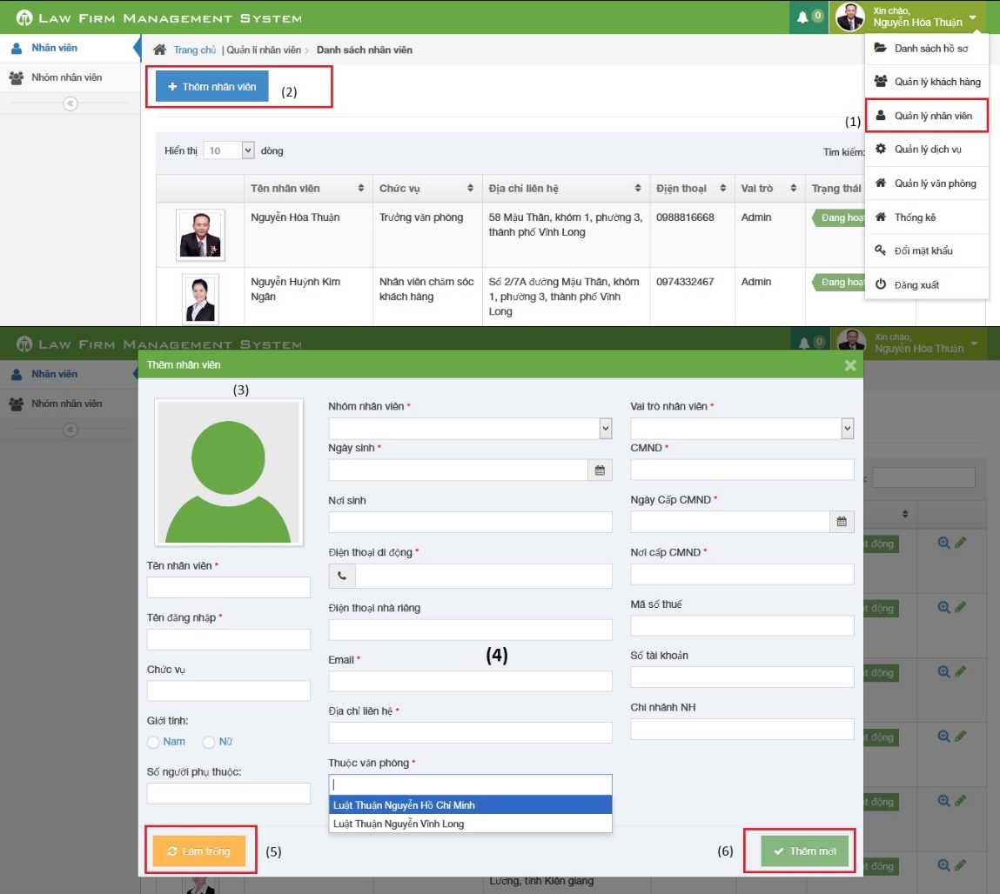 LAW FIRM MANAGEMENT SYSTEM
0
Xin chào,
Nguyễn Hòa Thuận
Nhân viên
Nhóm nhân viên
Trang chủ | Quản lí nhân viên > Danh sách nhân viên
+ Thêm nhân viên
(2)
Danh sách hồ sơ
Quản lý khách hàng
(1)
Quản lý nhân viên
Quản lý dịch vụ
Quản lý văn phòng
Thống kê
Đổi mật khẩu
Đăng xuất
Hiển thị 10 dòng
Tìm kiếm:
Tên nhân viên Chức vụ Địa chỉ liên hệ Điện thoại Vai trò Trạng thái
Nguyễn Hòa Thuận Trưởng văn phòng 58 Mậu Thân, khóm 1, phường 3, 0988816668 Admin Đang hoạt
thành phố Vĩnh Long
Nguyễn Huỳnh Kim Nhân viên chăm sóc Số 2/7A đường Mậu Thân, khóm 0974332467 Admin Đang hoạt
Ngân khách hàng 1, phường 3, thành phố Vĩnh
Long
LAW FIRM MANAGEMENT SYSTEM
0
Xin chào,
Nguyễn Hòa Thuận
Nhân viên
Nhóm nhân viên
Thêm nhân viên
(3)
Tên nhân viên *
Tên đăng nhập *
Chức vụ
Giới tính:
Nam Nữ
Số người phụ thuộc:
Nhóm nhân viên *
Ngày sinh *
Nơi sinh
Điện thoại di động *
Điện thoại nhà riêng
(4)
Email *
Địa chỉ liên hệ *
Thuộc văn phòng *
Luật Thuận Nguyễn Hồ Chí Minh
Luật Thuận Nguyễn Vĩnh Long
Vai trò nhân viên *
CMND *
Ngày Cấp CMND *
Nơi cấp CMND *
Mã số thuế
Số tài khoản
Chi nhánh NH
Làm trống
(5)
(6)
Thêm mới
t động
t động
t động
t động
t động
t động
Lương, tỉnh Kiên giang